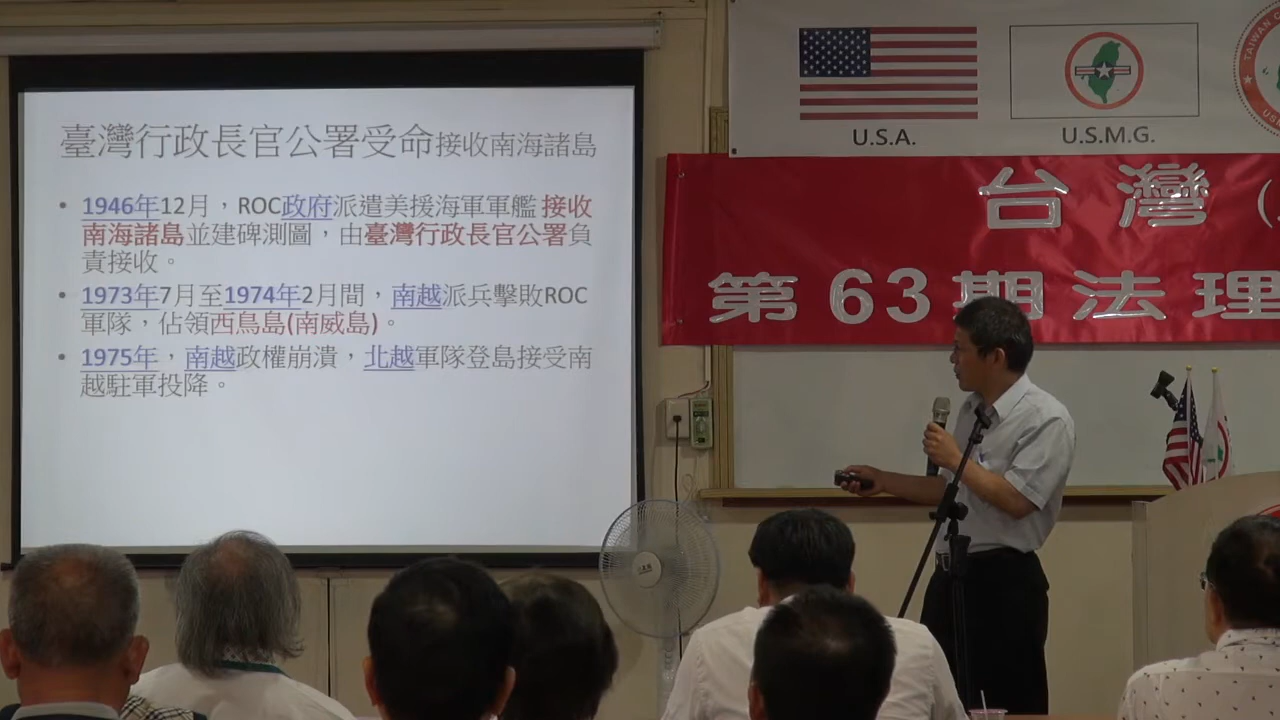 臺灣行政長官公署受命接收南海諸島
• 1946年12月，ROC政府派遣美援海軍軍艦接收
南海諸島並建碑測圖，由臺灣行政長官公署負
責接收。
• 1973年7月至1974年2月間，南越派兵擊敗ROC
軍隊，佔領西鳥島(南威島)。
• 1975年，南越政權崩潰，北越軍隊登島接受南
越駐軍投降。
U.S.A.
U.S.M.G.
TAIWAN
台灣（
第63期法理